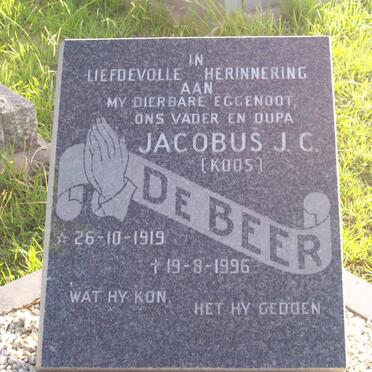 IN
LIEFDEVOLLE HERINNERING
AAN
MY DIERBARE EGGENOOT,
ONS VADER EN OUPA
JACOBUS J.C.
(KOOS)
DE BEER
☆ 26-10-1919
✝ 19-8-1996
WAT HY KON, HET HY GEDOEN